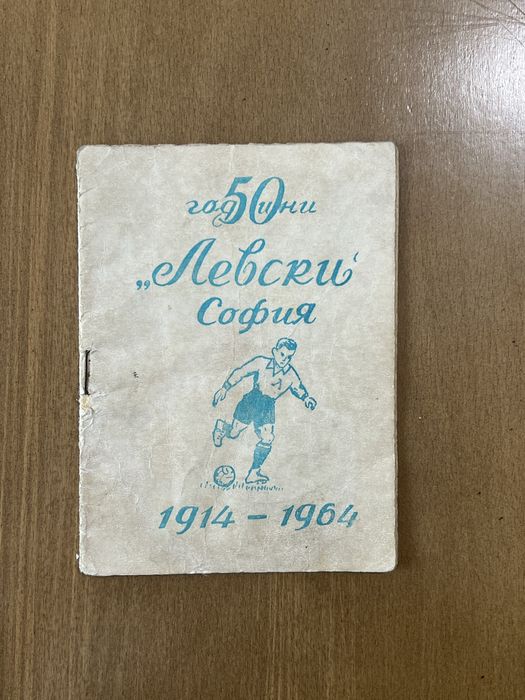 50 години
„Левски“
София
Л
1914 – 1964